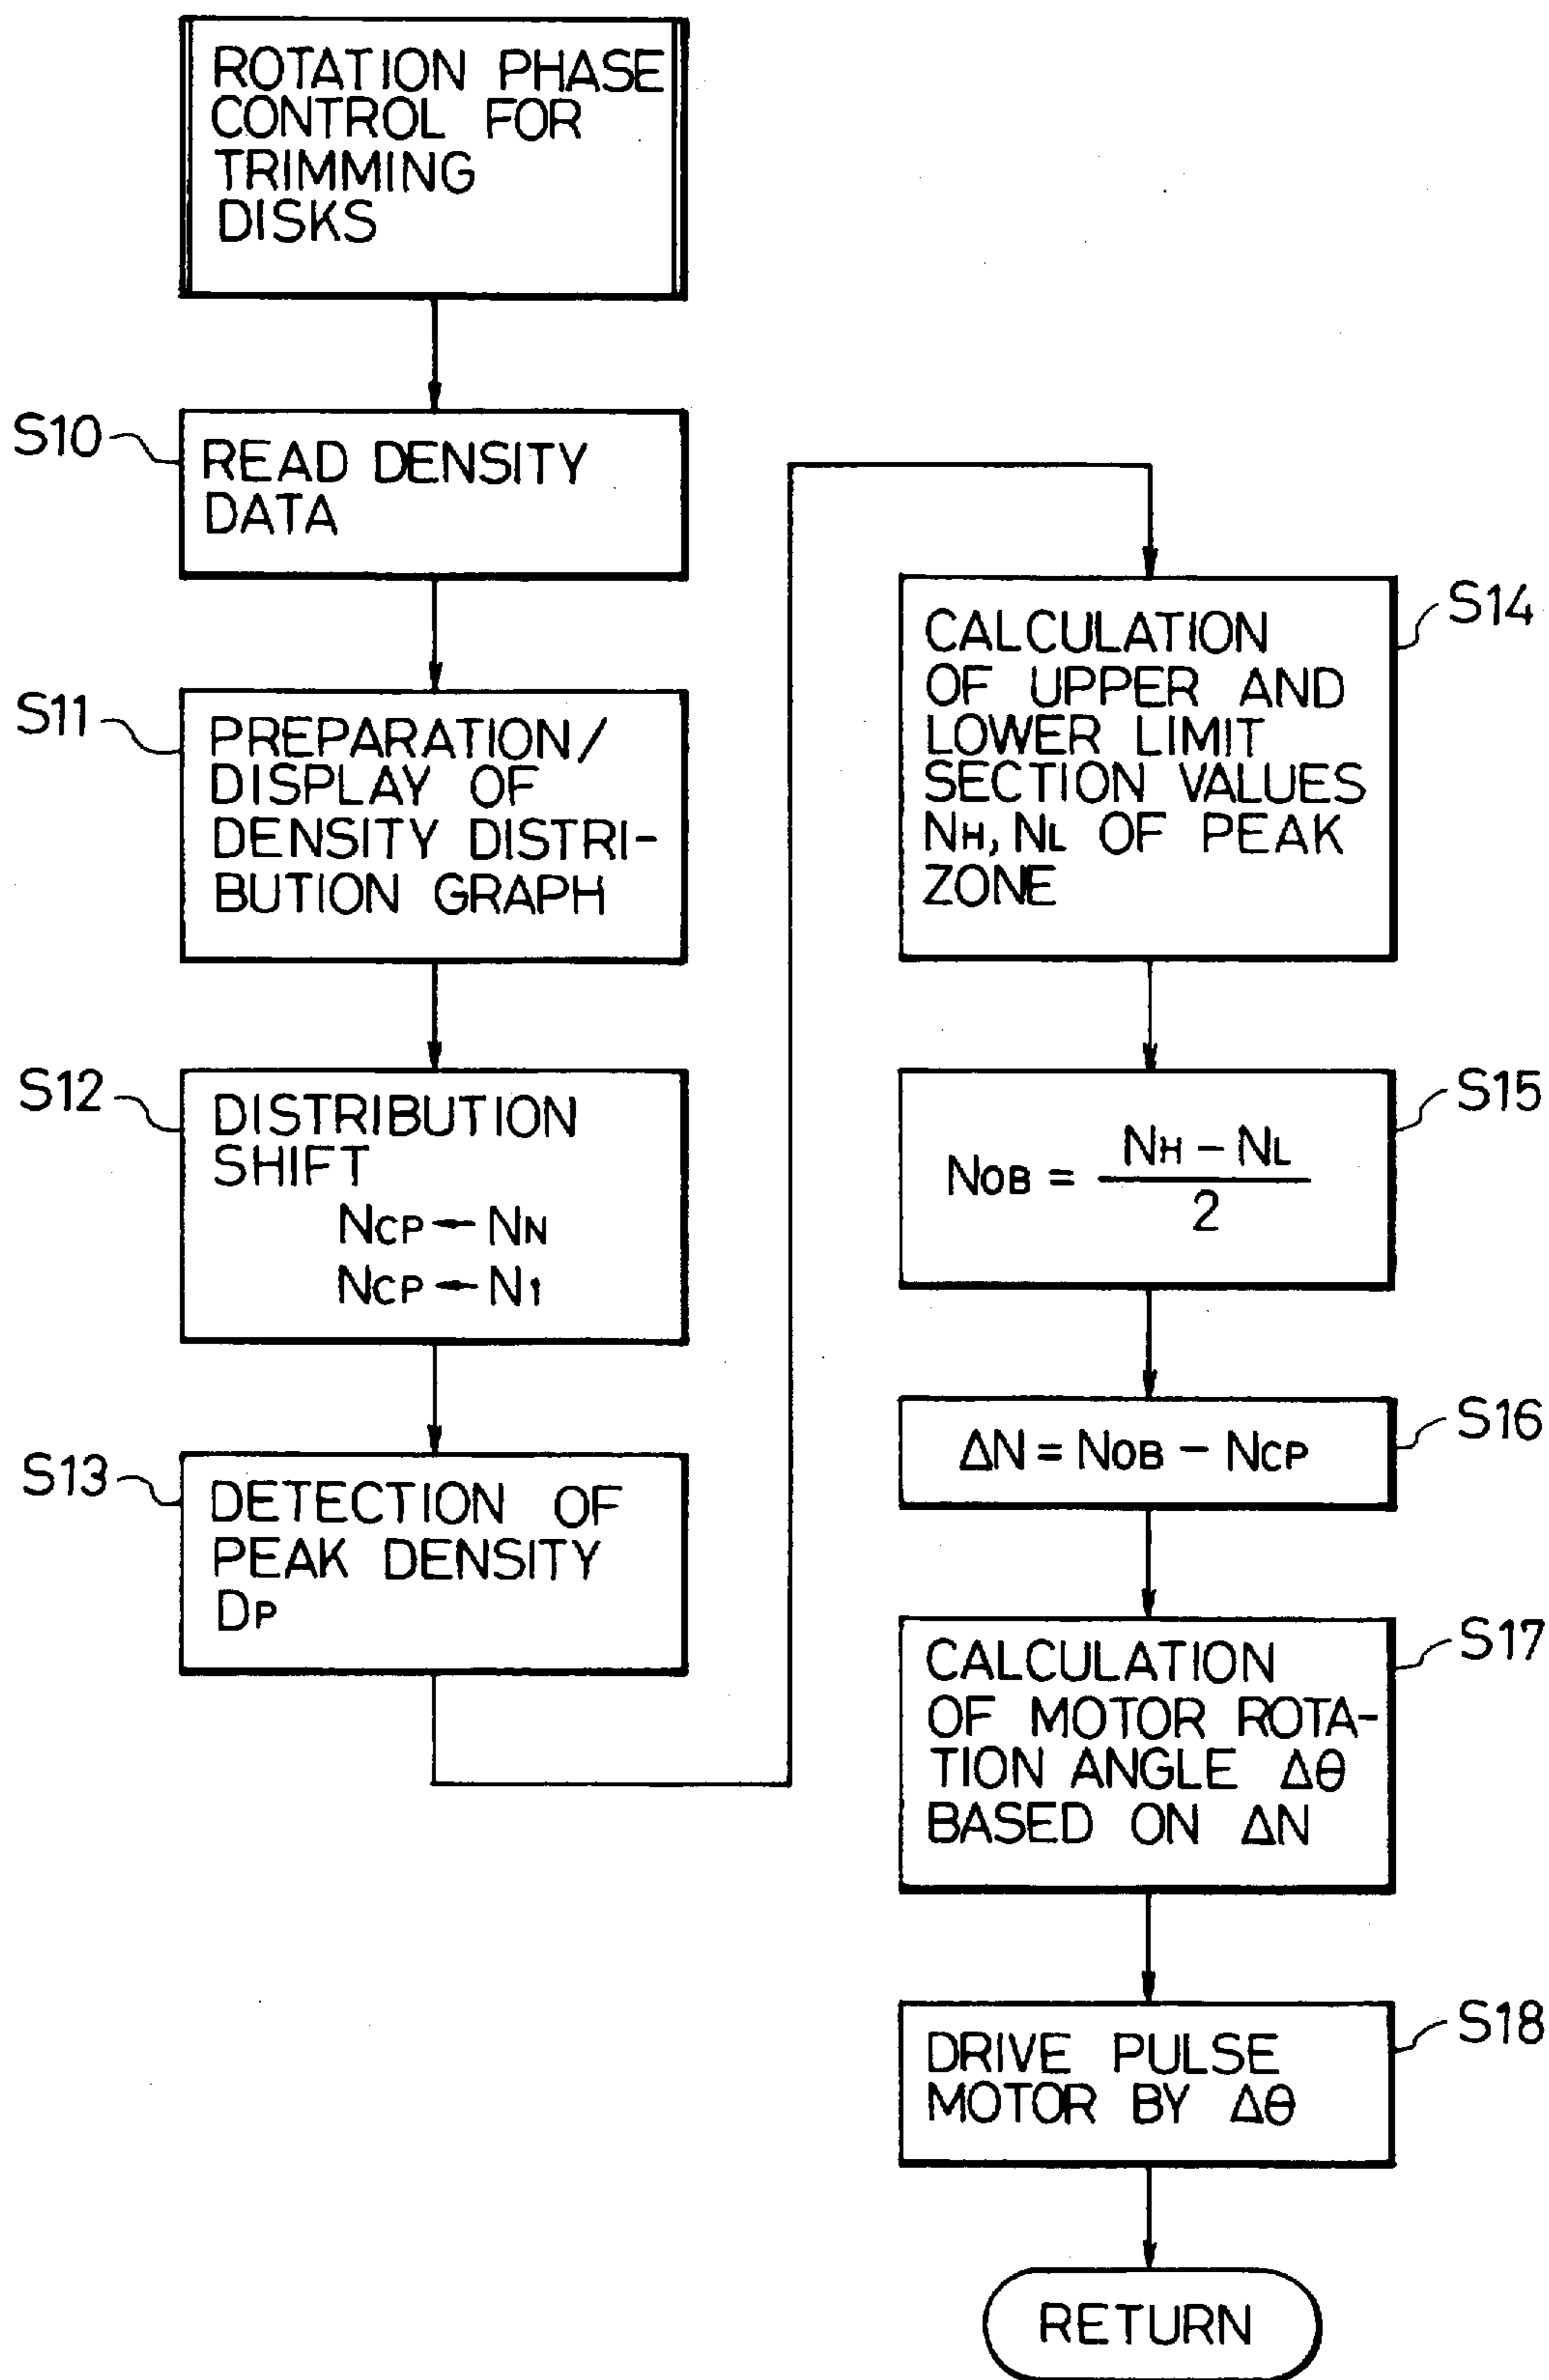 ROTATION PHASE
CONTROL FOR
TRIMMING
DISKS
S10
READ DENSITY
DATA
S11
PREPARATION/
DISPLAY OF
DENSITY DISTRI-
BUTION GRAPH
S12
DISTRIBUTION
SHIFT
NCP ← NN
NCP ← N1
S13
DETECTION OF
PEAK DENSITY
DP
S14
CALCULATION
OF UPPER AND
LOWER LIMIT
SECTION VALUES
NH, NL OF PEAK
ZONE
S15
NOB = NH - NL
2
S16
ΔN = NOB - NCP
S17
CALCULATION
OF MOTOR ROTA-
TION ANGLE Δθ
BASED ON ΔN
S18
DRIVE PULSE
MOTOR BY Δθ
RETURN